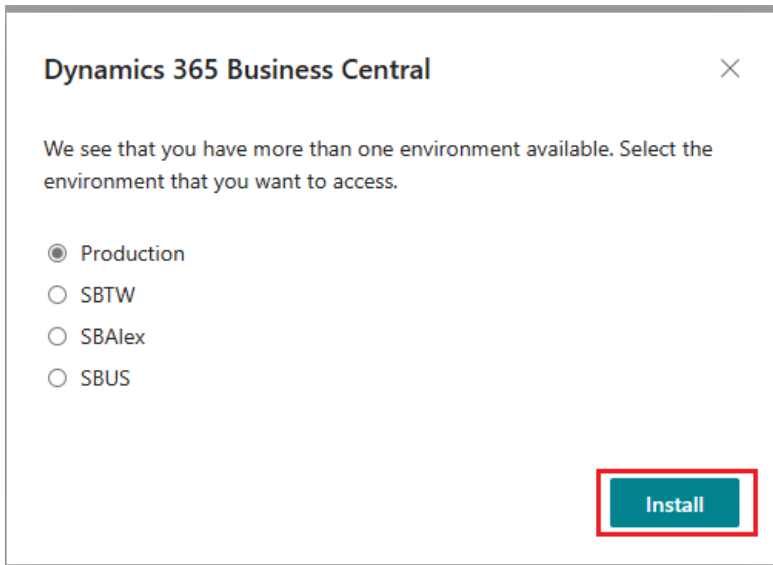 Dynamics 365 Business Central
We see that you have more than one environment available. Select the
environment that you want to access.
Production
SBTW
SBAlex
SBUS
Install